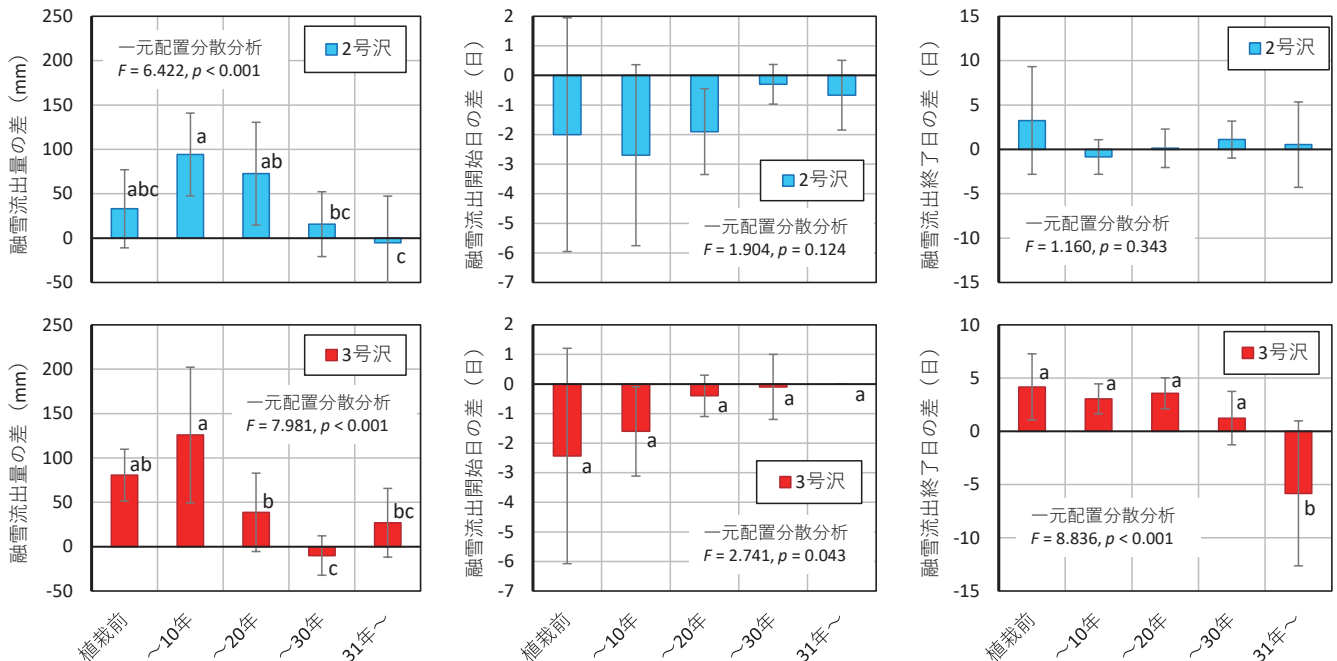 融雪流出量の差（mm）
250
200
150
100
50
0
-50
一元配置分散分析
F = 6.422, p < 0.001
2号沢
abc
a
ab
bc
c
融雪流出開始日の差（日）
2
1
0
-1
-2
-3
-4
-5
-6
-7
2号沢
一元配置分散分析
F = 1.904, p = 0.124
融雪流出終了日の差（日）
15
10
5
0
-5
-10
-15
2号沢
一元配置分散分析
F = 1.160, p = 0.343
融雪流出量の差（mm）
250
200
150
100
50
0
-50
3号沢
一元配置分散分析
F = 7.981, p < 0.001
ab
a
b
c
bc
植栽前
～10年
～20年
～30年
31年～
融雪流出開始日の差（日）
2
1
0
-1
-2
-3
-4
-5
-6
-7
a
a
a
a
a
3号沢
一元配置分散分析
F = 2.741, p = 0.043
植栽前
～10年
～20年
～30年
31年～
融雪流出終了日の差（日）
10
5
0
-5
-10
-15
3号沢
a
a
a
a
b
一元配置分散分析
F = 8.836, p < 0.001
植栽前
～10年
～20年
～30年
31年～